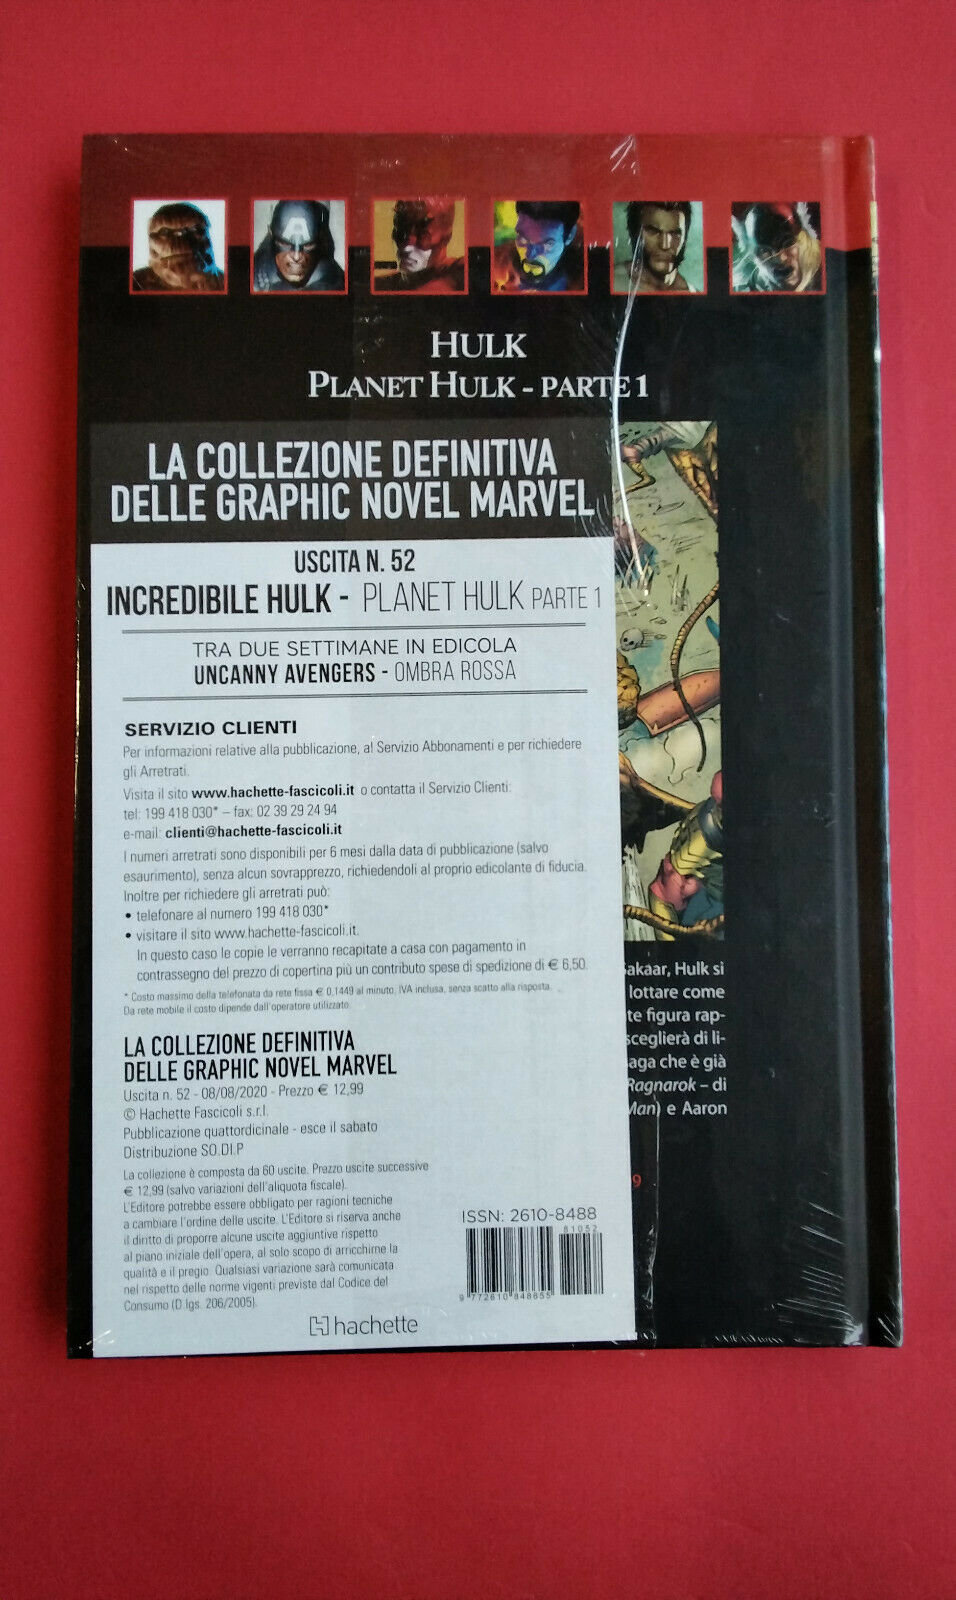 HULK
PLANET HULK - PARTE 1
LA COLLEZIONE DEFINITIVA
DELLE GRAPHIC NOVEL MARVEL
USCITA N. 52
INCREDIBILE HULK - PLANET HULK PARTE 1
TRA DUE SETTIMANE IN EDICOLA
UNCANNY AVENGERS - OMBRA ROSSA
SERVIZIO CLIENTI
Per informazioni relative alla pubblicazione, al Servizio Abbonamenti e per richiedere
gli Arretrati.
Visita il sito www.hachette-fascicoli.it o contatta il Servizio Clienti:
tel: 199 418 030* – fax: 02 39 29 24 94
e-mail: clienti@hachette-fascicoli.it
I numeri arretrati sono disponibili per 6 mesi dalla data di pubblicazione (salvo
esaurimento), senza alcun sovrapprezzo, richiedendoli al proprio edicolante di fiducia.
Inoltre per richiedere gli arretrati può:
• telefonare al numero 199 418 030*
• visitare il sito www.hachette-fascicoli.it.
In questo caso le copie le verranno recapitate a casa con pagamento in
contrassegno del prezzo di copertina più un contributo spese di spedizione di € 6,50.
* Costo massimo della telefonata da rete fissa € 0,1449 al minuto, IVA inclusa, senza scatto alla risposta.
Da rete mobile il costo dipende dall'operatore utilizzato.
akaar, Hulk si
lottare come
te figura rap-
sceglierà di li-
aga che è già
Ragnarok – di
Man) e Aaron
9
LA COLLEZIONE DEFINITIVA
DELLE GRAPHIC NOVEL MARVEL
Uscita n. 52 - 08/08/2020 - Prezzo € 12,99
© Hachette Fascicoli s.r.l.
Pubblicazione quattordicinale - esce il sabato
Distribuzione SO.DI.P
La collezione è composta da 60 uscite. Prezzo uscite successive
€ 12,99 (salvo variazioni dell'aliquota fiscale).
L'Editore potrebbe essere obbligato per ragioni tecniche
a cambiare l'ordine delle uscite. L'Editore si riserva anche
il diritto di proporre alcune uscite aggiuntive rispetto
al piano iniziale dell'opera, al solo scopo di arricchirne la
qualità e il pregio. Qualsiasi variazione sarà comunicata
nel rispetto delle norme vigenti previste dal Codice del
Consumo (D.lgs. 206/2005).
ISSN: 2610-8488
81052
9 772610 848855
hachette